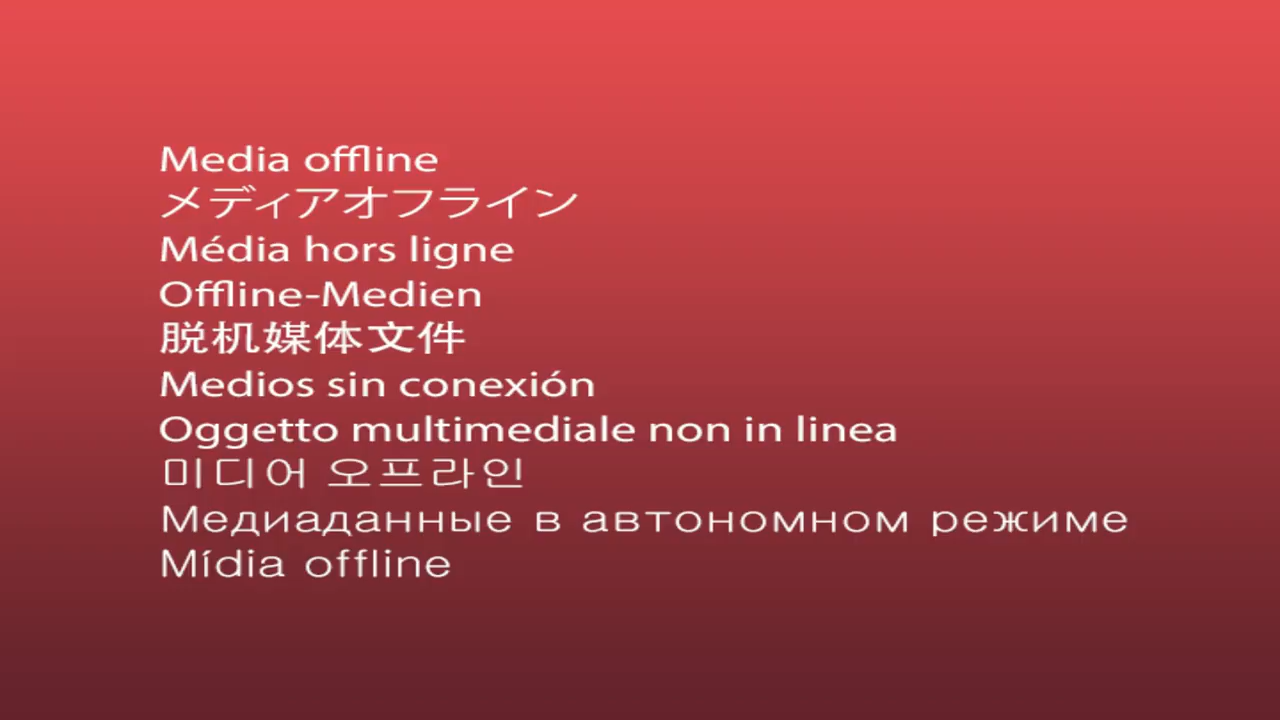 Media offline
メディアオフライン
Média hors ligne
Offline-Medien
脱机媒体文件
Medios sin conexión
Oggetto multimediale non in linea
미디어 오프라인
Медиаданные в автономном режиме
Mídia offline